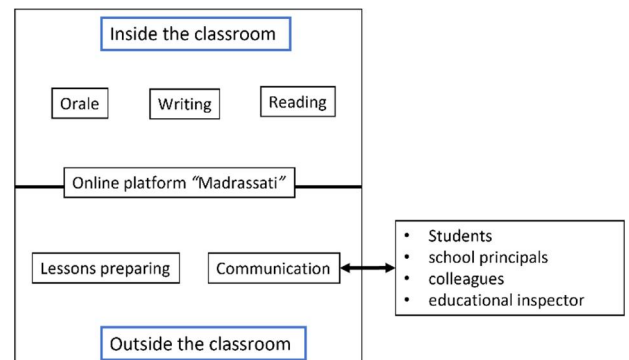 Inside the classroom
Orale
Writing
Reading
Online platform “Madrassati”
Lessons preparing
Communication
• Students
• school principals
• colleagues
• educational inspector
Outside the classroom